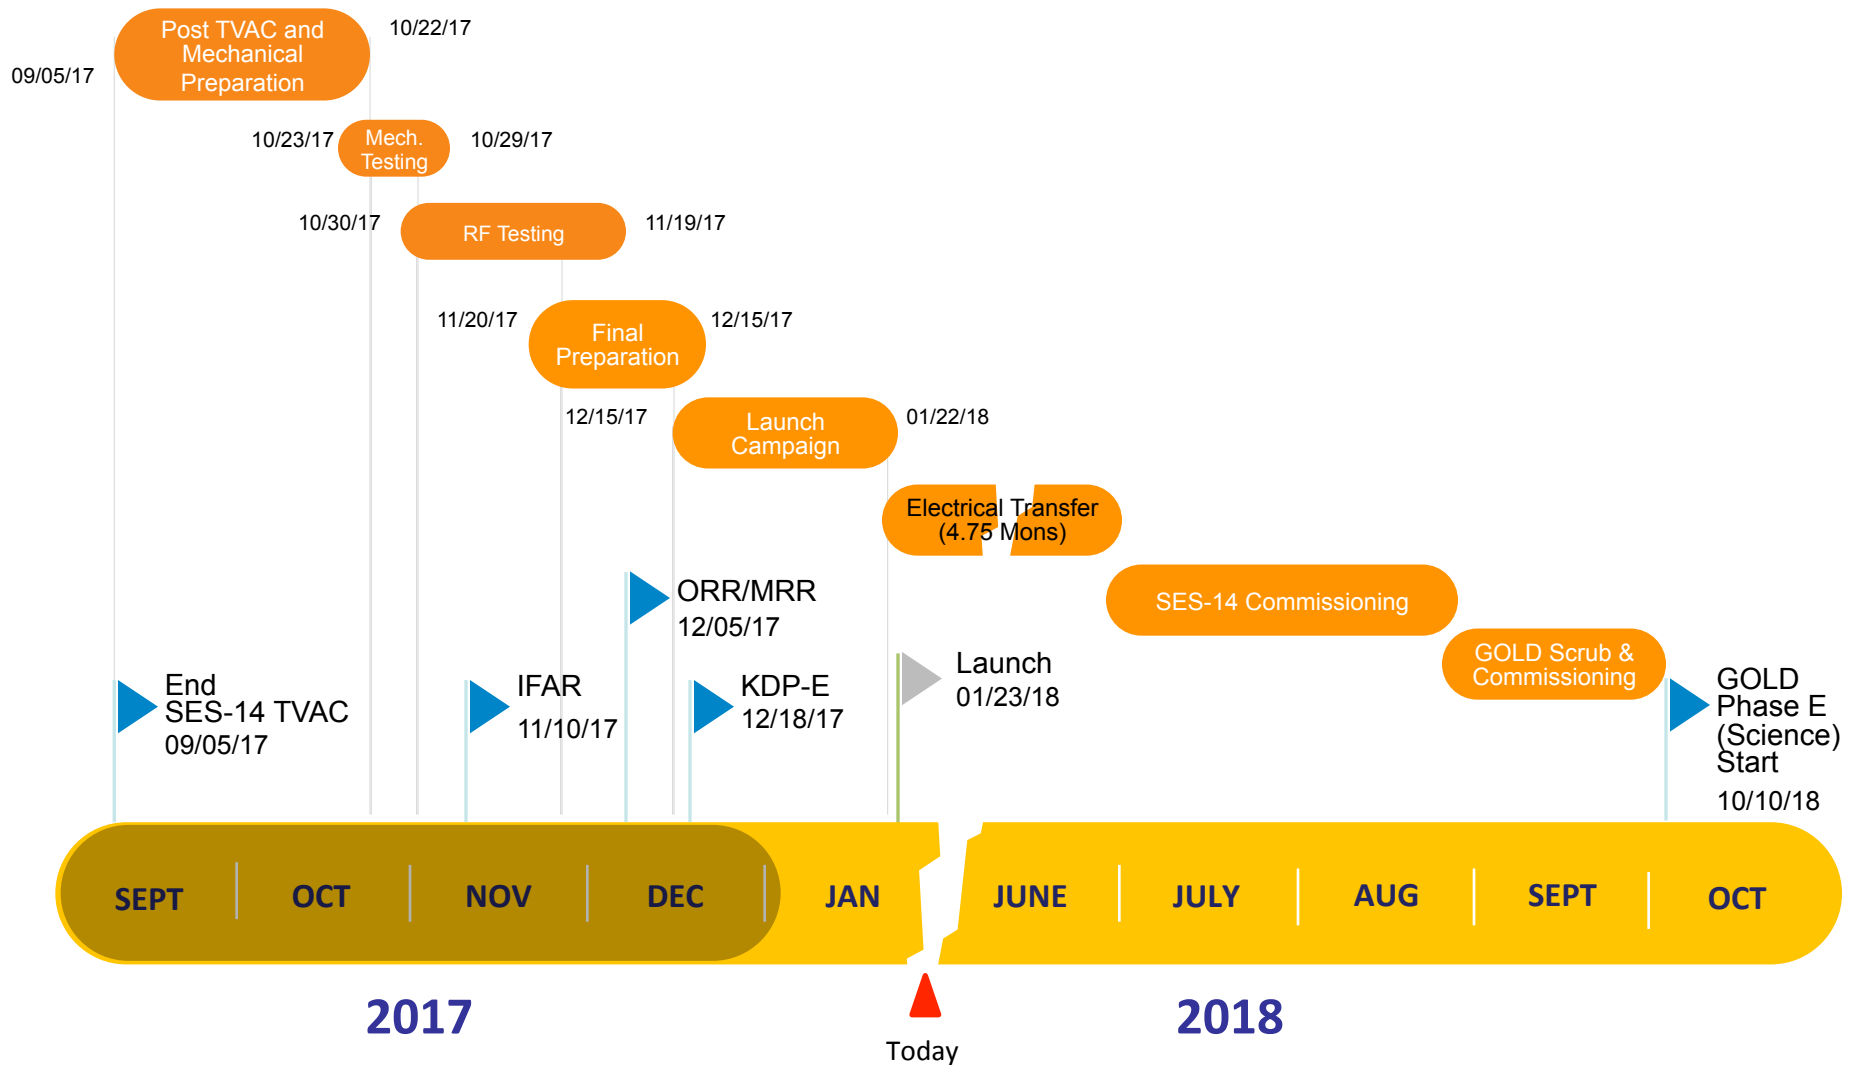 Post TVAC and
Mechanical
Preparation
10/22/17
09/05/17
10/23/17
Mech.
Testing
10/29/17
10/30/17
RF Testing
11/19/17
11/20/17
Final
Preparation
12/15/17
12/15/17
Launch
Campaign
01/22/18
Electrical Transfer
(4.75 Mons)
SES-14 Commissioning
GOLD Scrub &
Commissioning
ORR/MRR
12/05/17
End
SES-14 TVAC
09/05/17
IFAR
11/10/17
KDP-E
12/18/17
Launch
01/23/18
GOLD
Phase E
(Science)
Start
10/10/18
SEPT OCT NOV DEC JAN JUNE JULY AUG SEPT OCT
2017 2018
Today